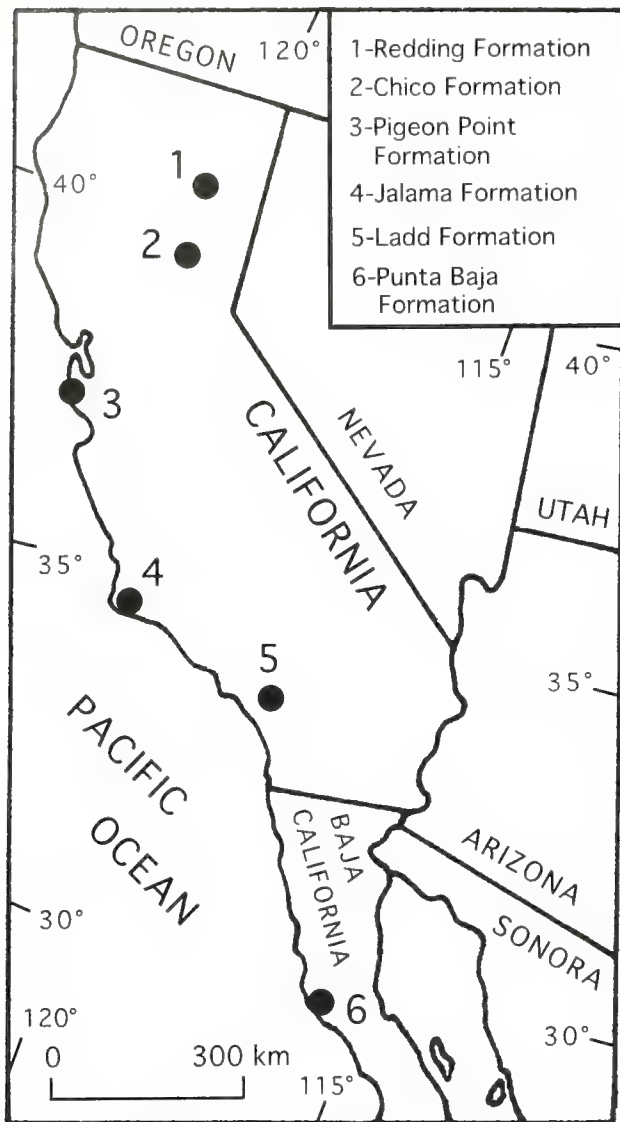 OREGON
120°
1-Redding Formation
2-Chico Formation
3-Pigeon Point
Formation
4-Jalama Formation
5-Ladd Formation
6-Punta Baja
Formation
40°
1
2
3
115°
40°
NEVADA
CALIFORNIA
UTAH
35°
4
5
35°
PACIFIC
OCEAN
BAJA
CALIFORNIA
ARIZONA
SONORA
30°
6
120°
30°
0 300 km
115°